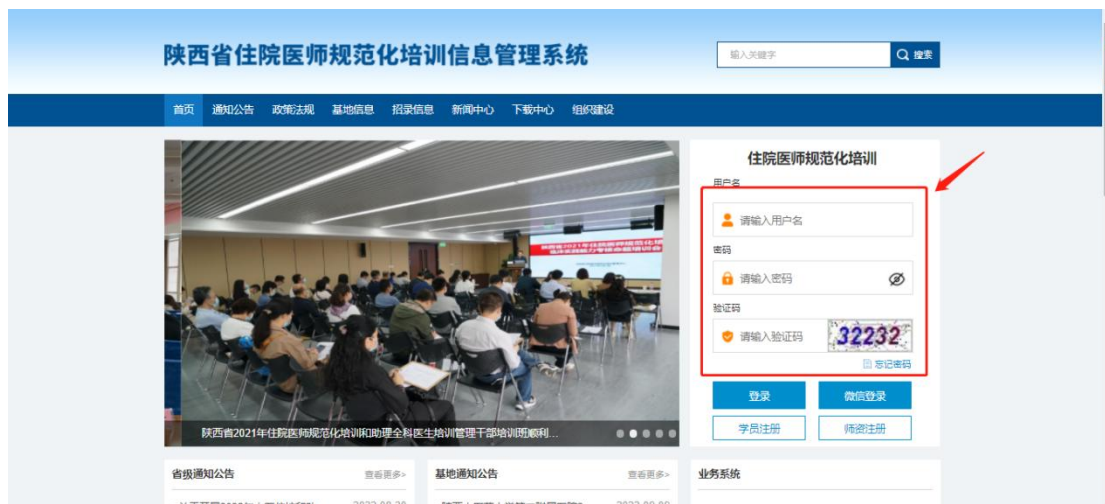 陕西省住院医师规范化培训信息管理系统
输入关键字
搜索
首页 通知公告 政策法规 基地信息 招录信息 新闻中心 下载中心 组织建设
住院医师规范化培训
用户名
请输入用户名
密码
请输入密码
验证码
请输入验证码 32232
忘记密码
登录 微信登录
学员注册 师资注册
陕西省2021年住院医师规范化培训和助理全科医生培训管理干部培训班顺利...
省级通知公告 查看更多>
基地通知公告 查看更多>
业务系统